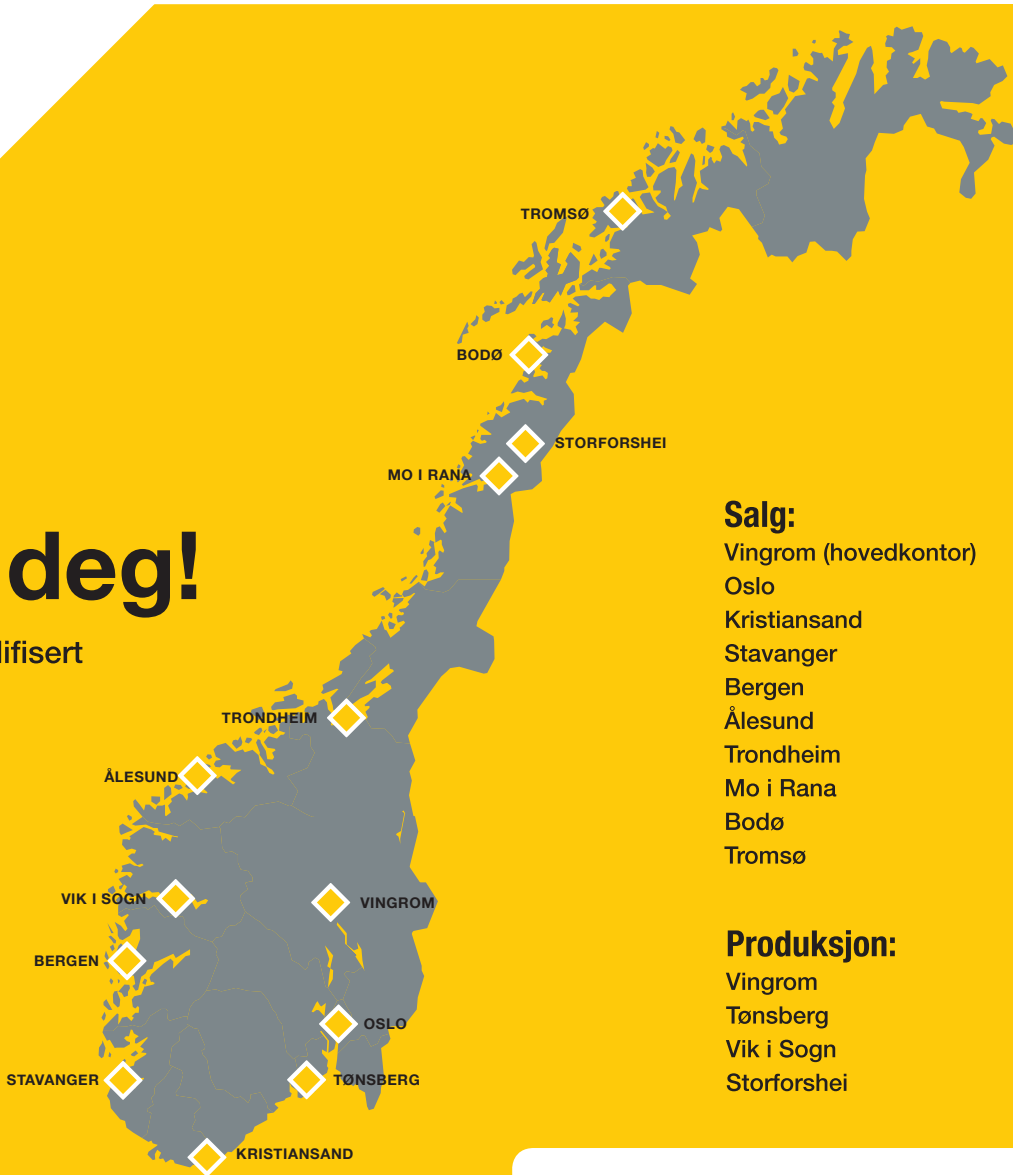 TROMSØ
BODØ
STORFORSHEI
MO I RANA
deg!
TRONDHEIM
ÅLESUND
VIK I SOGN
VINGROM
BERGEN
OSLO
STAVANGER
TØNSBERG
KRISTIANSAND
Salg:
Vingrom (hovedkontor)
Oslo
Kristiansand
Stavanger
Bergen
Ålesund
Trondheim
Mo i Rana
Bodø
Tromsø
Produksjon:
Vingrom
Tønsberg
Vik i Sogn
Storforshei